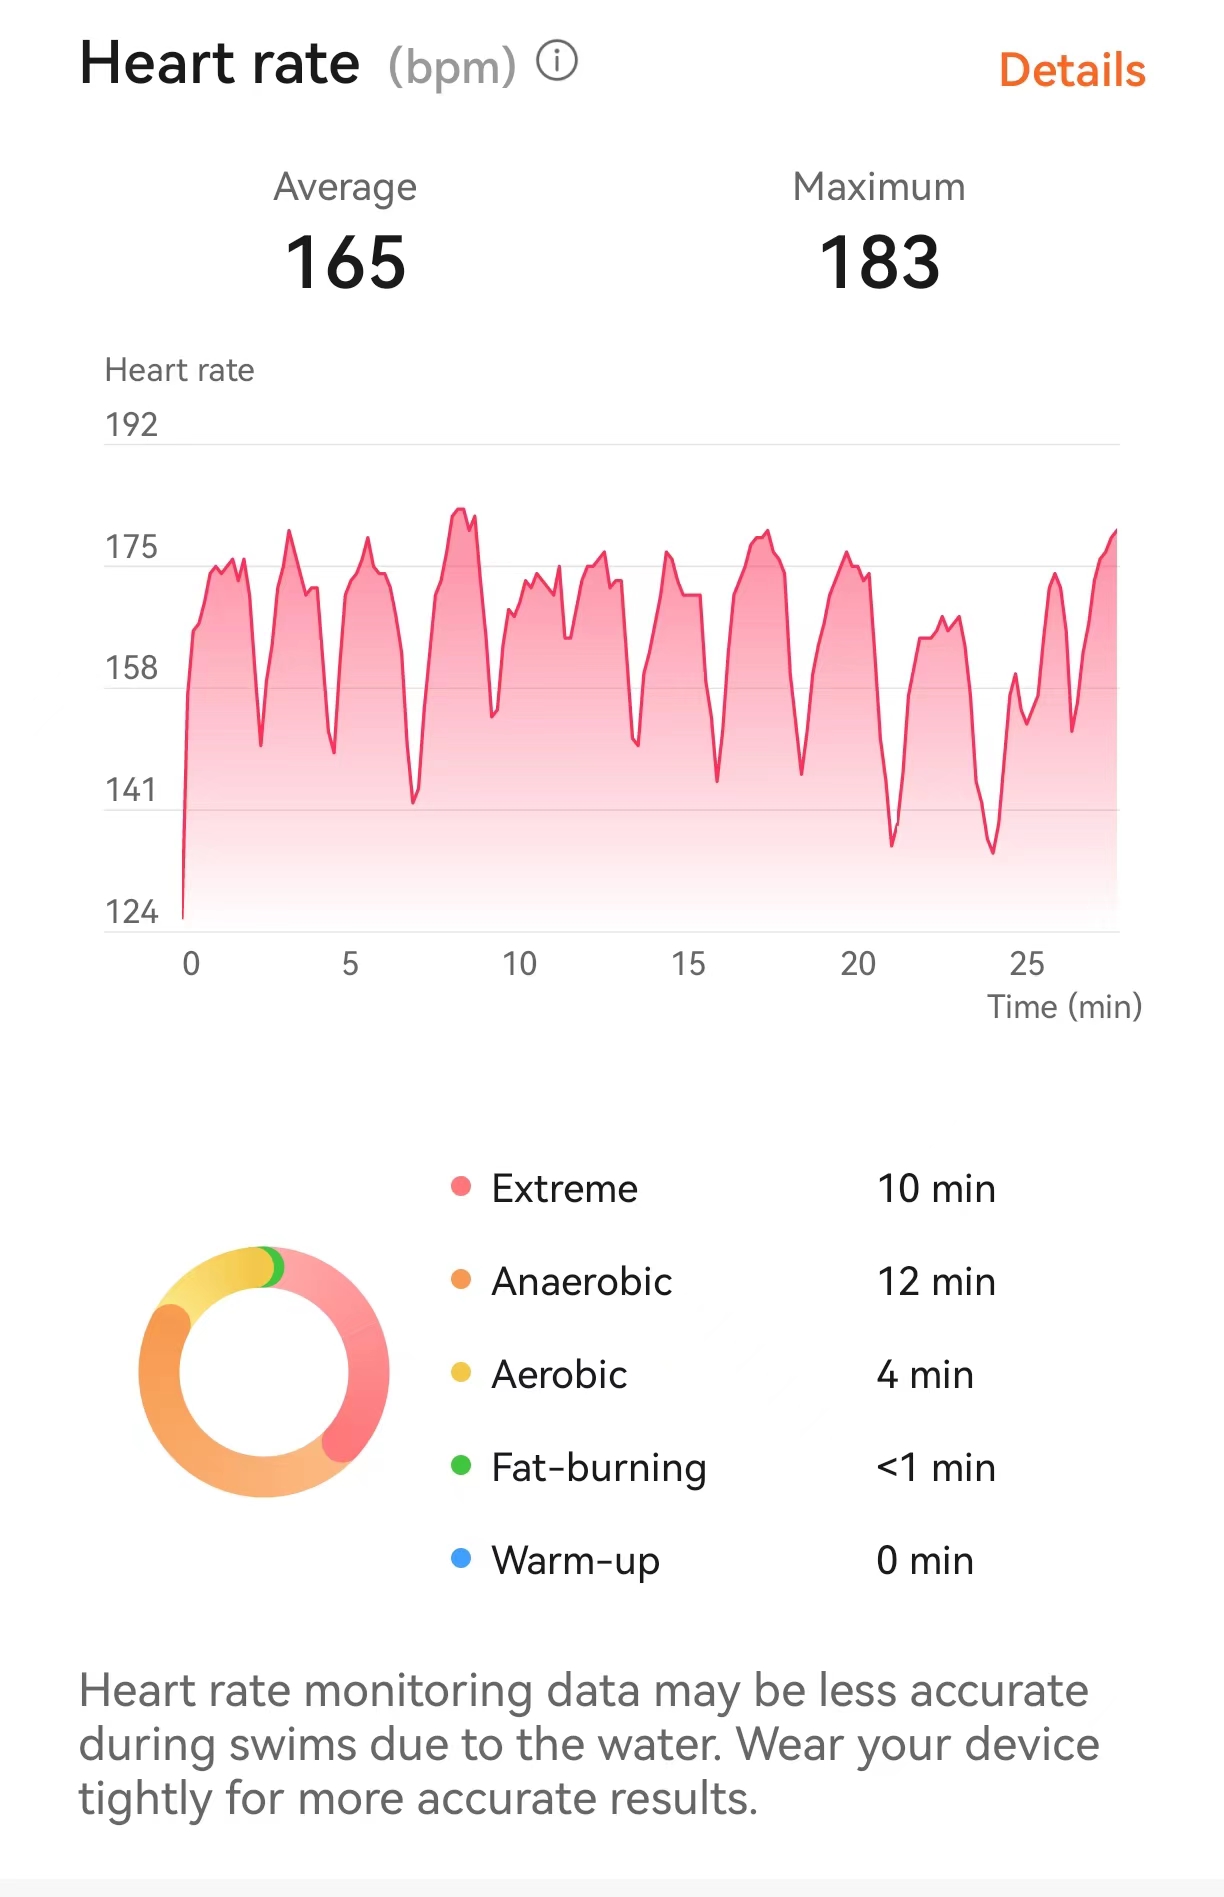 Heart rate (bpm)
Details
Average
Maximum
165
183
Heart rate
192
175
158
141
124
0 5 10 15 20 25
Time (min)
Extreme 10 min
Anaerobic 12 min
Aerobic 4 min
Fat-burning <1 min
Warm-up 0 min
Heart rate monitoring data may be less accurate
during swims due to the water. Wear your device
tightly for more accurate results.